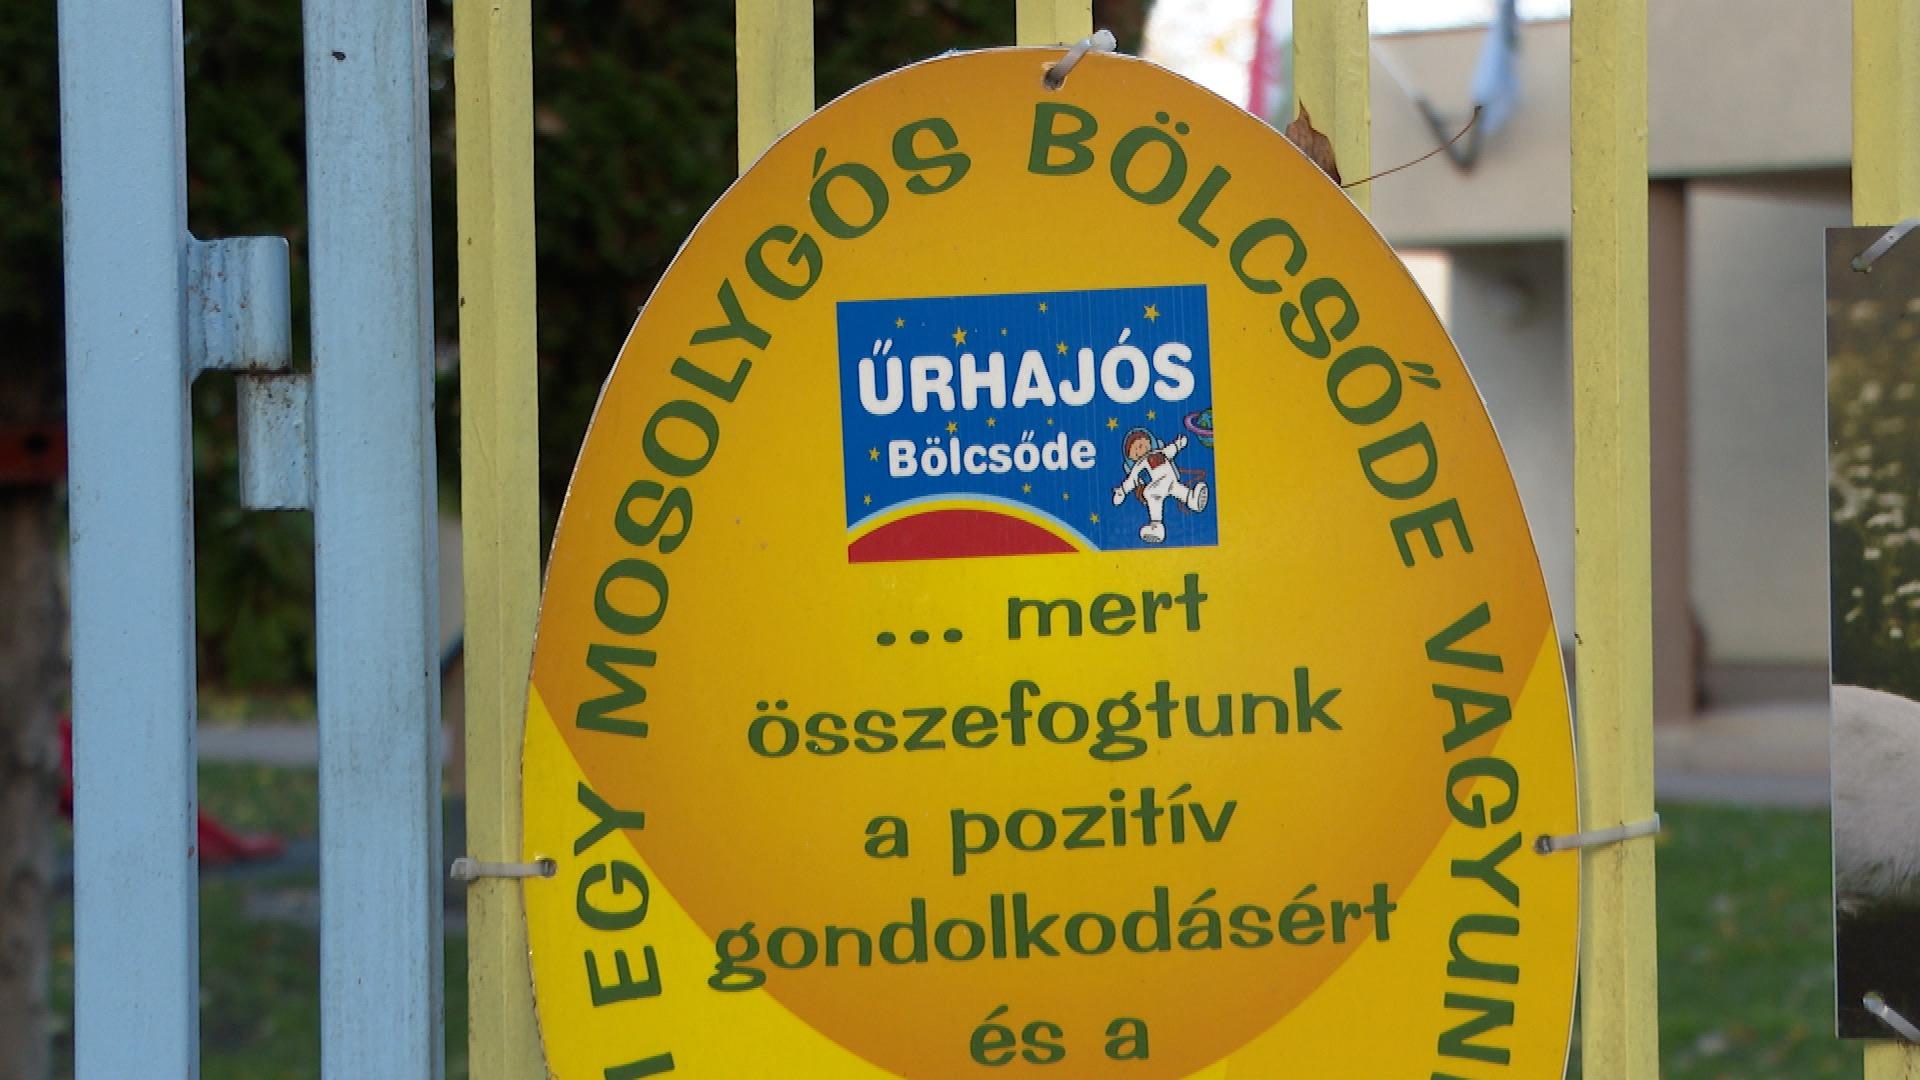 EGY MOSOLYGÓS BÖLCSŐDE VAGYUN
ŰRHAJÓS
Bölcsőde
... mert
összefogtunk
a pozitív
gondolkodásért
és a